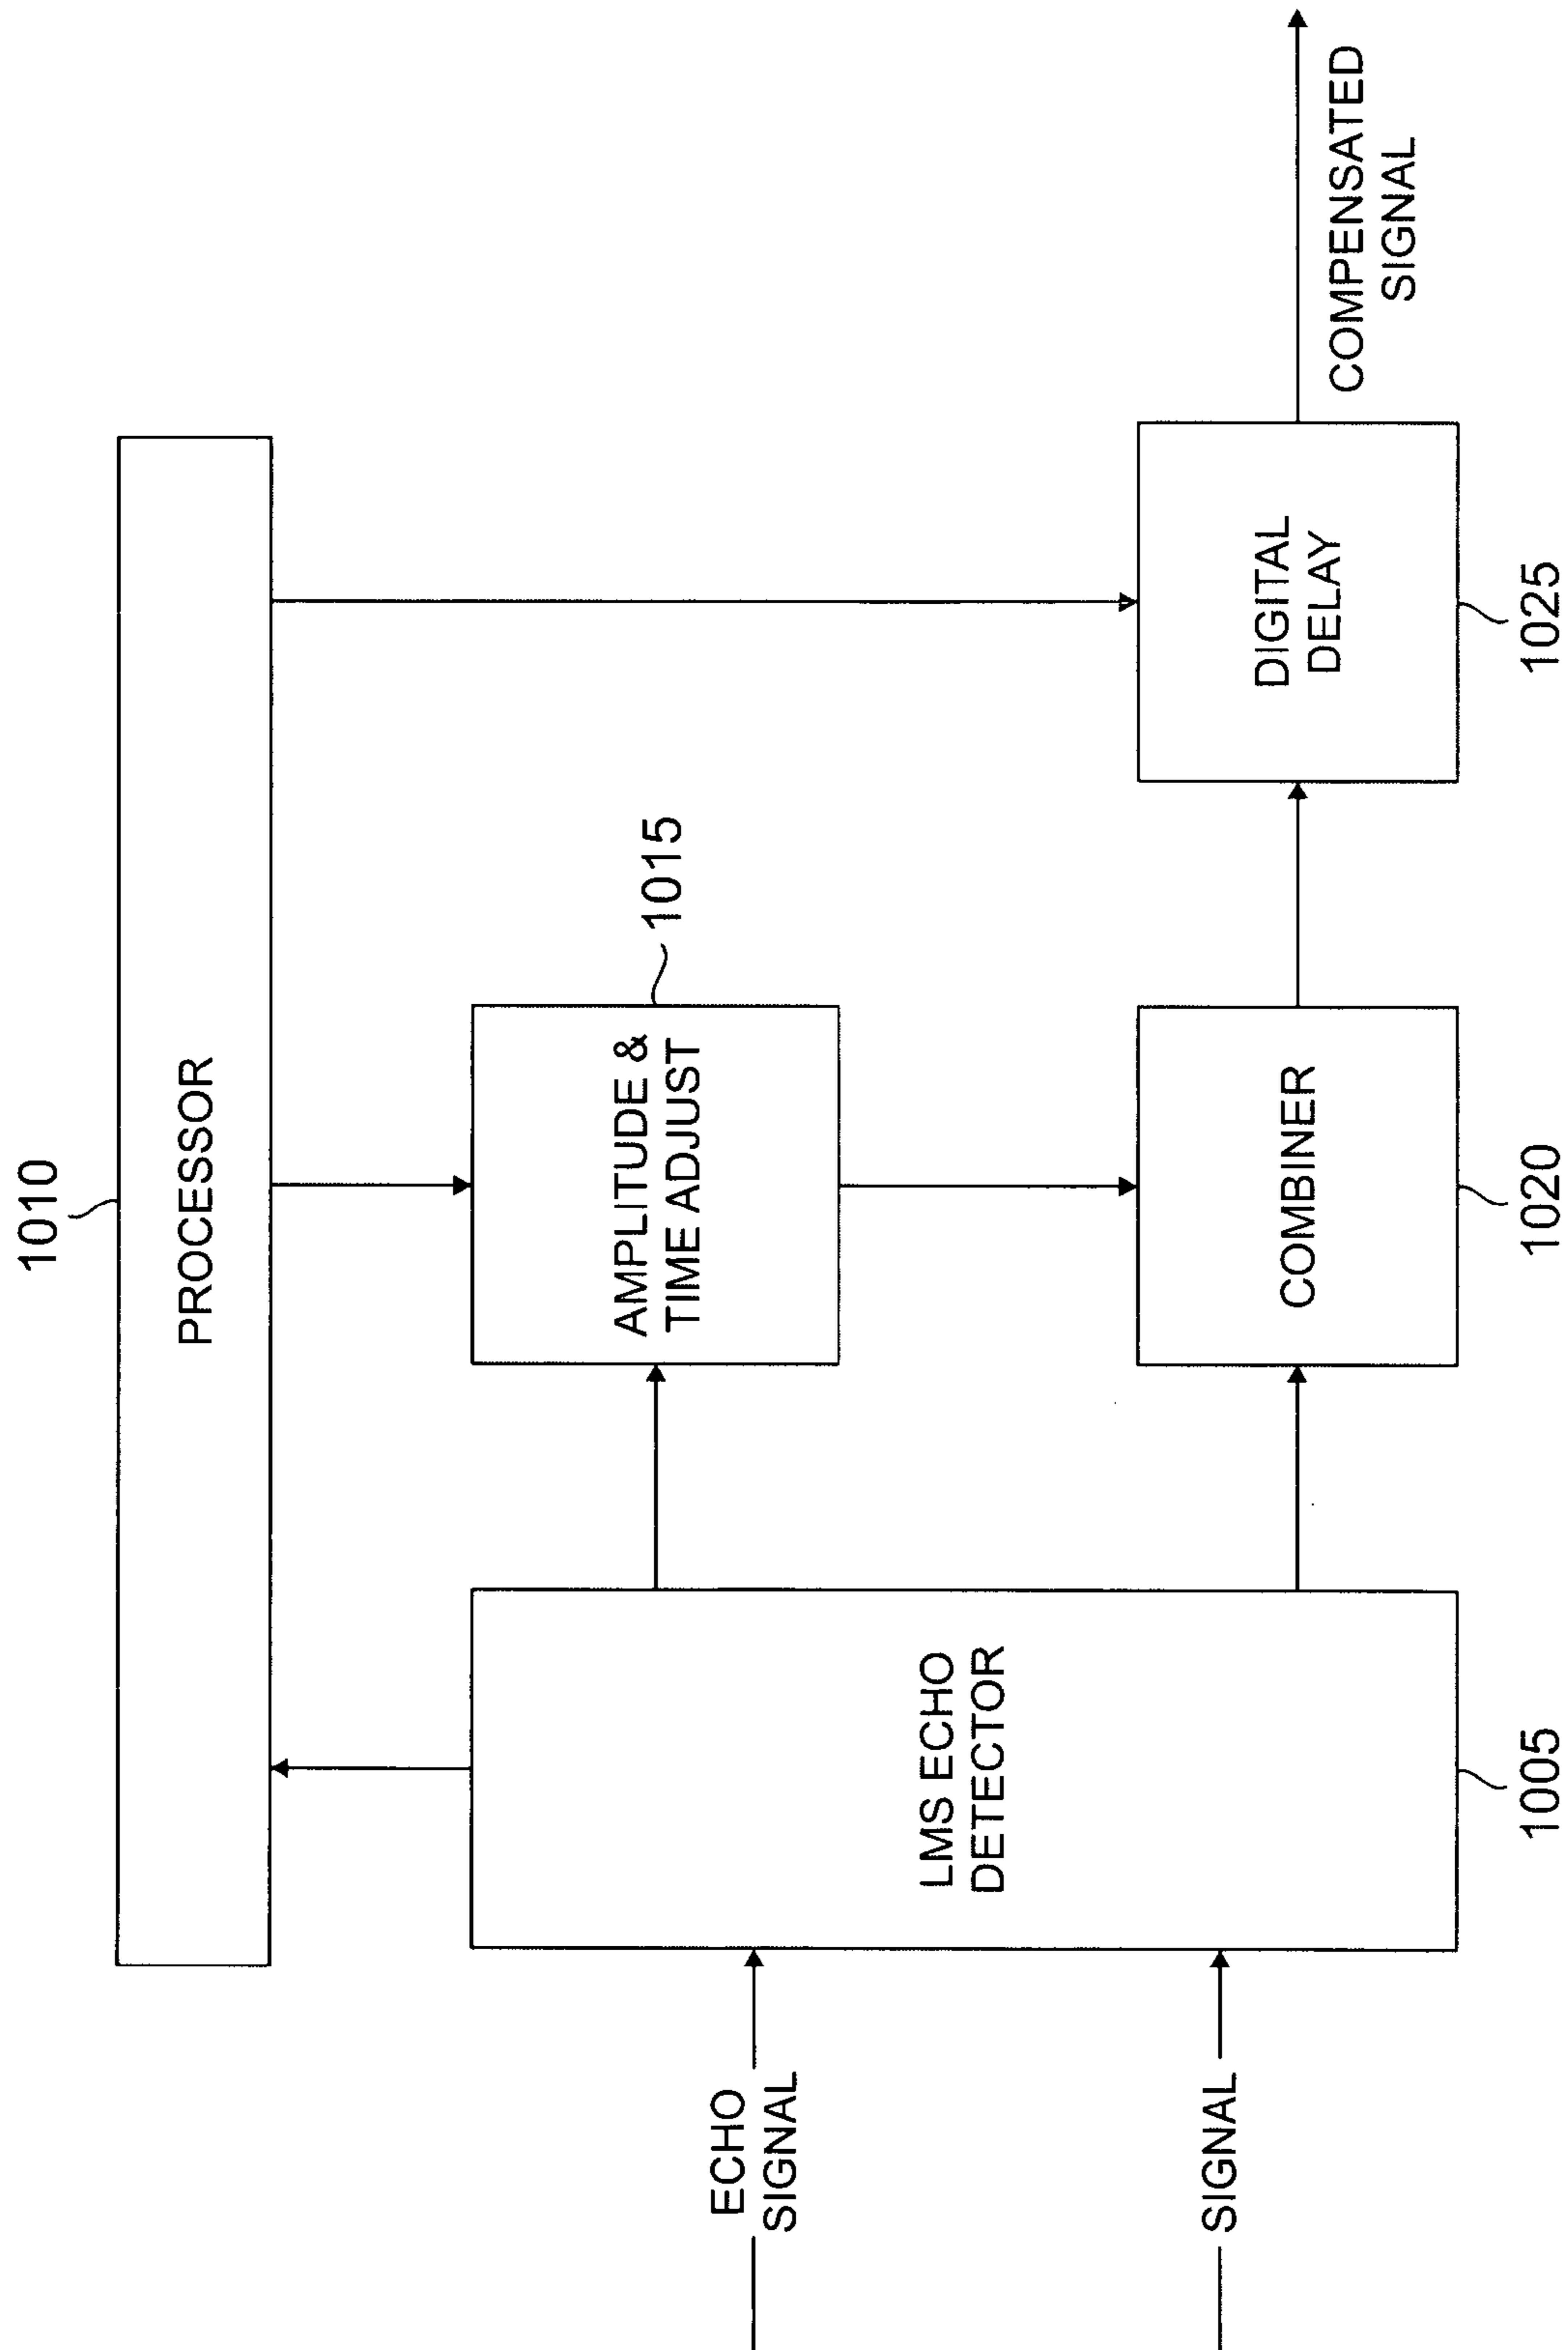 1010
PROCESSOR
1015
AMPLITUDE &
TIME ADJUST
ECHO
SIGNAL
LMS ECHO
DETECTOR
SIGNAL
COMBINER
DIGITAL
DELAY
COMPENSATED
SIGNAL
1005
1020
1025